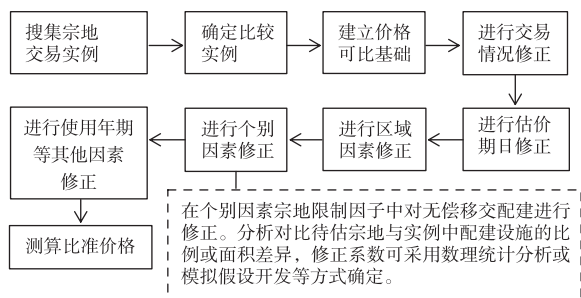 搜集宗地
交易实例
确定比较
实例
建立价格
可比基础
进行交易
情况修正
进行估价
期日修正
进行区域
因素修正
进行个别
因素修正
进行使用年期
等其他因素
修正
测算比准价格
在个别因素宗地限制因子中对无偿移交配建进行
修正。分析对比待估宗地与实例中配建设施的比
例或面积差异，修正系数可采用数理统计分析或
模拟假设开发等方式确定。